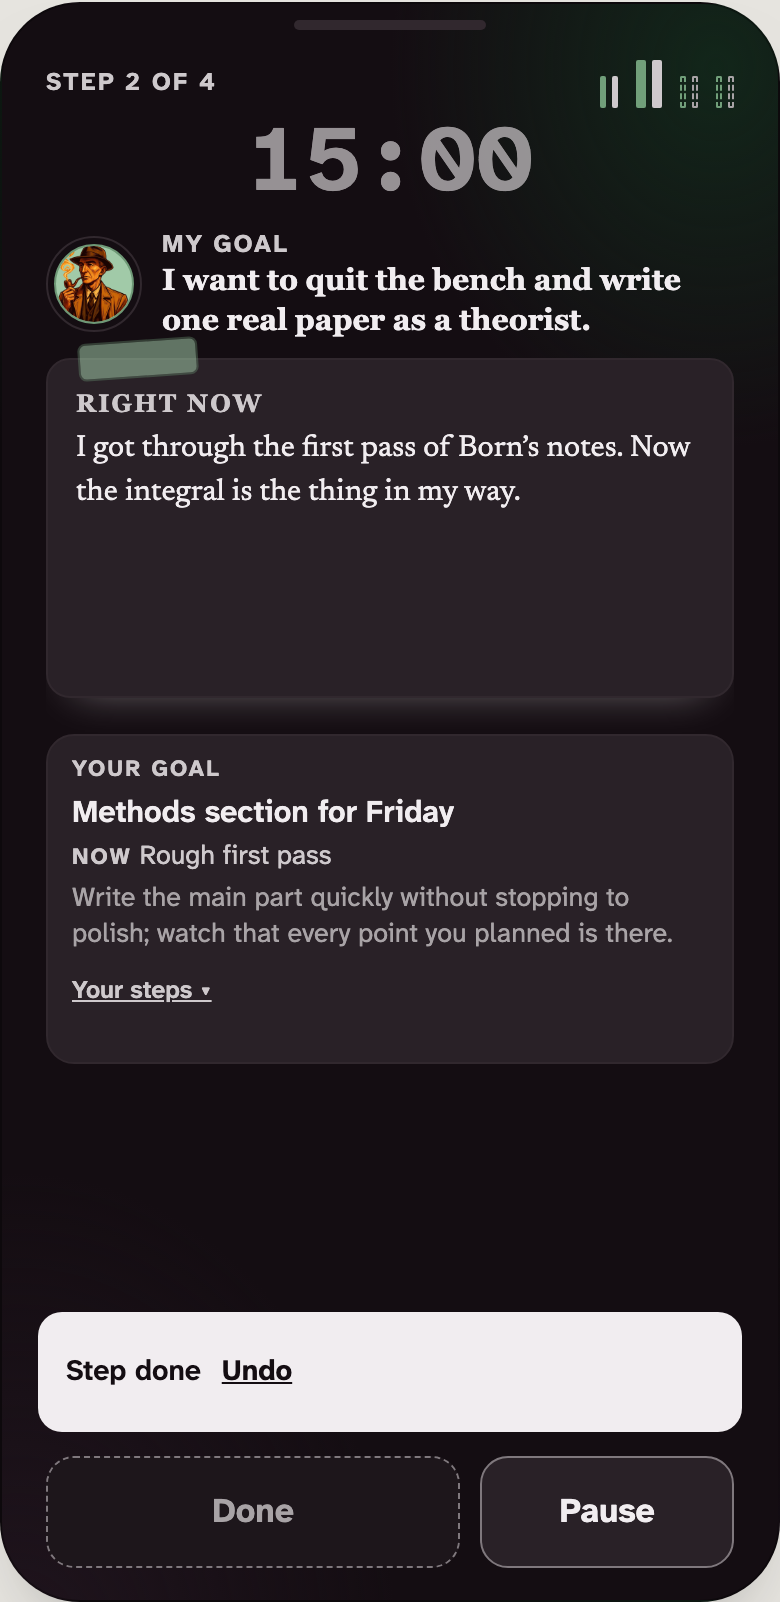 STEP 2 OF 4
15:00
MY GOAL
I want to quit the bench and write
one real paper as a theorist.
RIGHT NOW
I got through the first pass of Born’s notes. Now
the integral is the thing in my way.
YOUR GOAL
Methods section for Friday
NOW Rough first pass
Write the main part quickly without stopping to
polish; watch that every point you planned is there.
Your steps ▾
Step done Undo
Done
Pause